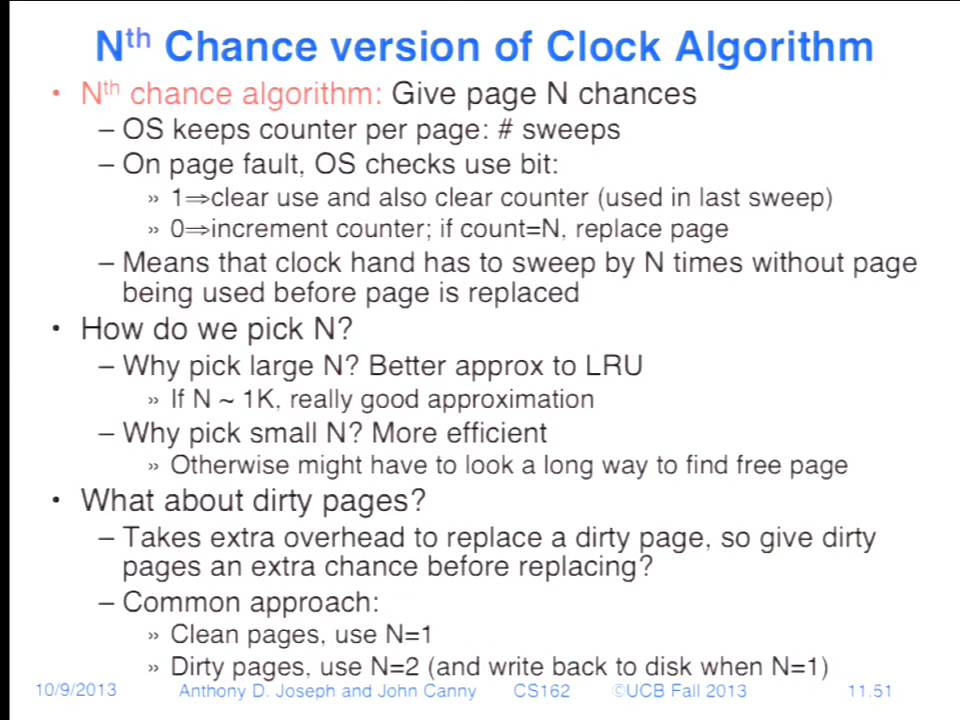 Nth Chance version of Clock Algorithm
• Nth chance algorithm: Give page N chances
– OS keeps counter per page: # sweeps
– On page fault, OS checks use bit:
» 1⇒clear use and also clear counter (used in last sweep)
» 0⇒increment counter; if count=N, replace page
– Means that clock hand has to sweep by N times without page
being used before page is replaced
• How do we pick N?
– Why pick large N? Better approx to LRU
» If N ~ 1K, really good approximation
– Why pick small N? More efficient
» Otherwise might have to look a long way to find free page
• What about dirty pages?
– Takes extra overhead to replace a dirty page, so give dirty
pages an extra chance before replacing?
– Common approach:
» Clean pages, use N=1
» Dirty pages, use N=2 (and write back to disk when N=1)
10/9/2013 Anthony D. Joseph and John Canny CS162 ©UCB Fall 2013 11.51